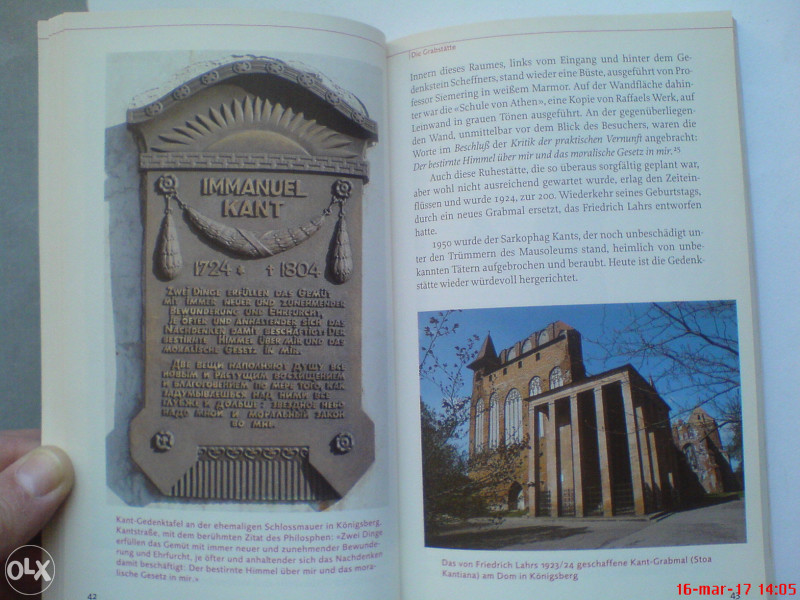 IMMANUEL
KANT
1724 * † 1804
Zwei Dinge erfüllen das Gemüt
mit immer neuer und zunehmender
Bewunderung und Ehrfurcht,
je öfter und anhaltender sich das
Nachdenken damit beschäftigt: Der
bestirnte Himmel über mir und das
moralische Gesetz in mir.
Две вещи наполняют душу
всегда новым и растущим восхищением
и благоговением
42
Kant-Gedenktafel an der ehemaligen Schlossmauer in Königsberg,
Kantstraße, mit dem berühmten Zitat des Philosphen: «Zwei Dinge
erfüllen das Gemüt mit immer neuer und zunehmender Bewunde-
rung und Ehrfurcht, je öfter und anhaltender sich das Nachdenken
damit beschäftigt: Der bestirnte Himmel über mir und das mora-
lische Gesetz in mir.»
Die Grabstätte
Innern dieses Raumes, links vom Eingang und hinter dem Ge-
denkstein Scheffners, stand wieder eine Büste, ausgeführt von Pro-
fessor Siemering in weißem Marmor. Auf der Wandfläche dahin-
ter war die «Schule von Athen», eine Kopie von Raffaels Werk, auf
Leinwand in grauen Tönen ausgeführt. An der gegenüberliegen-
den Wand, unmittelbar vor dem Blick des Besuchers, waren die
Worte im Beschluß der Kritik der praktischen Vernunft angebracht:
Der bestirnte Himmel über mir und das moralische Gesetz in mir.²⁵
Auch diese Ruhestätte, die so überaus sorgfältig geplant war,
aber wohl nicht ausreichend gewartet wurde, erlag den Zeitein-
flüssen und wurde 1924, zur 200. Wiederkehr seines Geburtstags,
durch ein neues Grabmal ersetzt, das Friedrich Lahrs entworfen
hatte.
1950 wurde der Sarkophag Kants, der noch unbeschädigt un-
ter den Trümmern des Mausoleums stand, heimlich von unbe-
kannten Tätern aufgebrochen und beraubt. Heute ist die Gedenk-
stätte wieder würdevoll hergerichtet.
Das von Friedrich Lahrs 1923/24 geschaffene Kant-Grabmal (Stoa
Kantiana) am Dom in Königsberg
43
OLX
16-mar-17 14:05